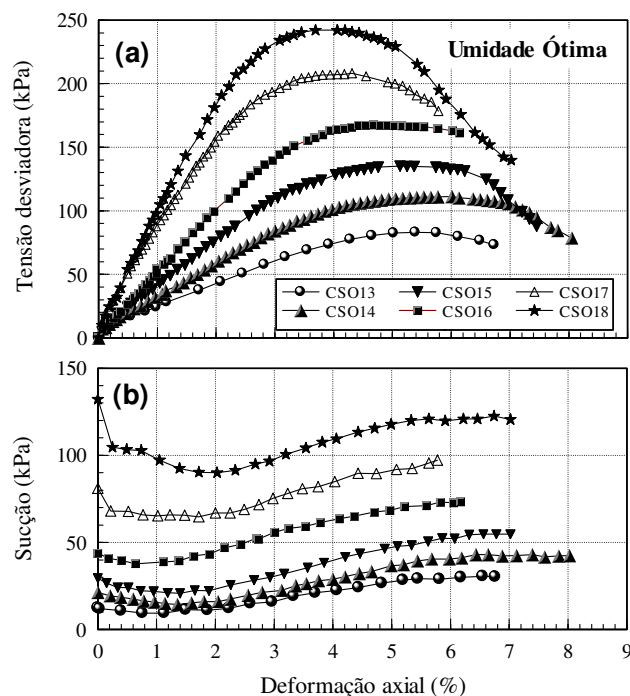 (a)
Umidade Ótima
Tensão desviadora (kPa)
250
200
150
100
50
0
CSO13 CSO15 CSO17
CSO14 CSO16 CSO18
(b)
Sucção (kPa)
150
100
50
0
0 1 2 3 4 5 6 7 8 9
Deformação axial (%)